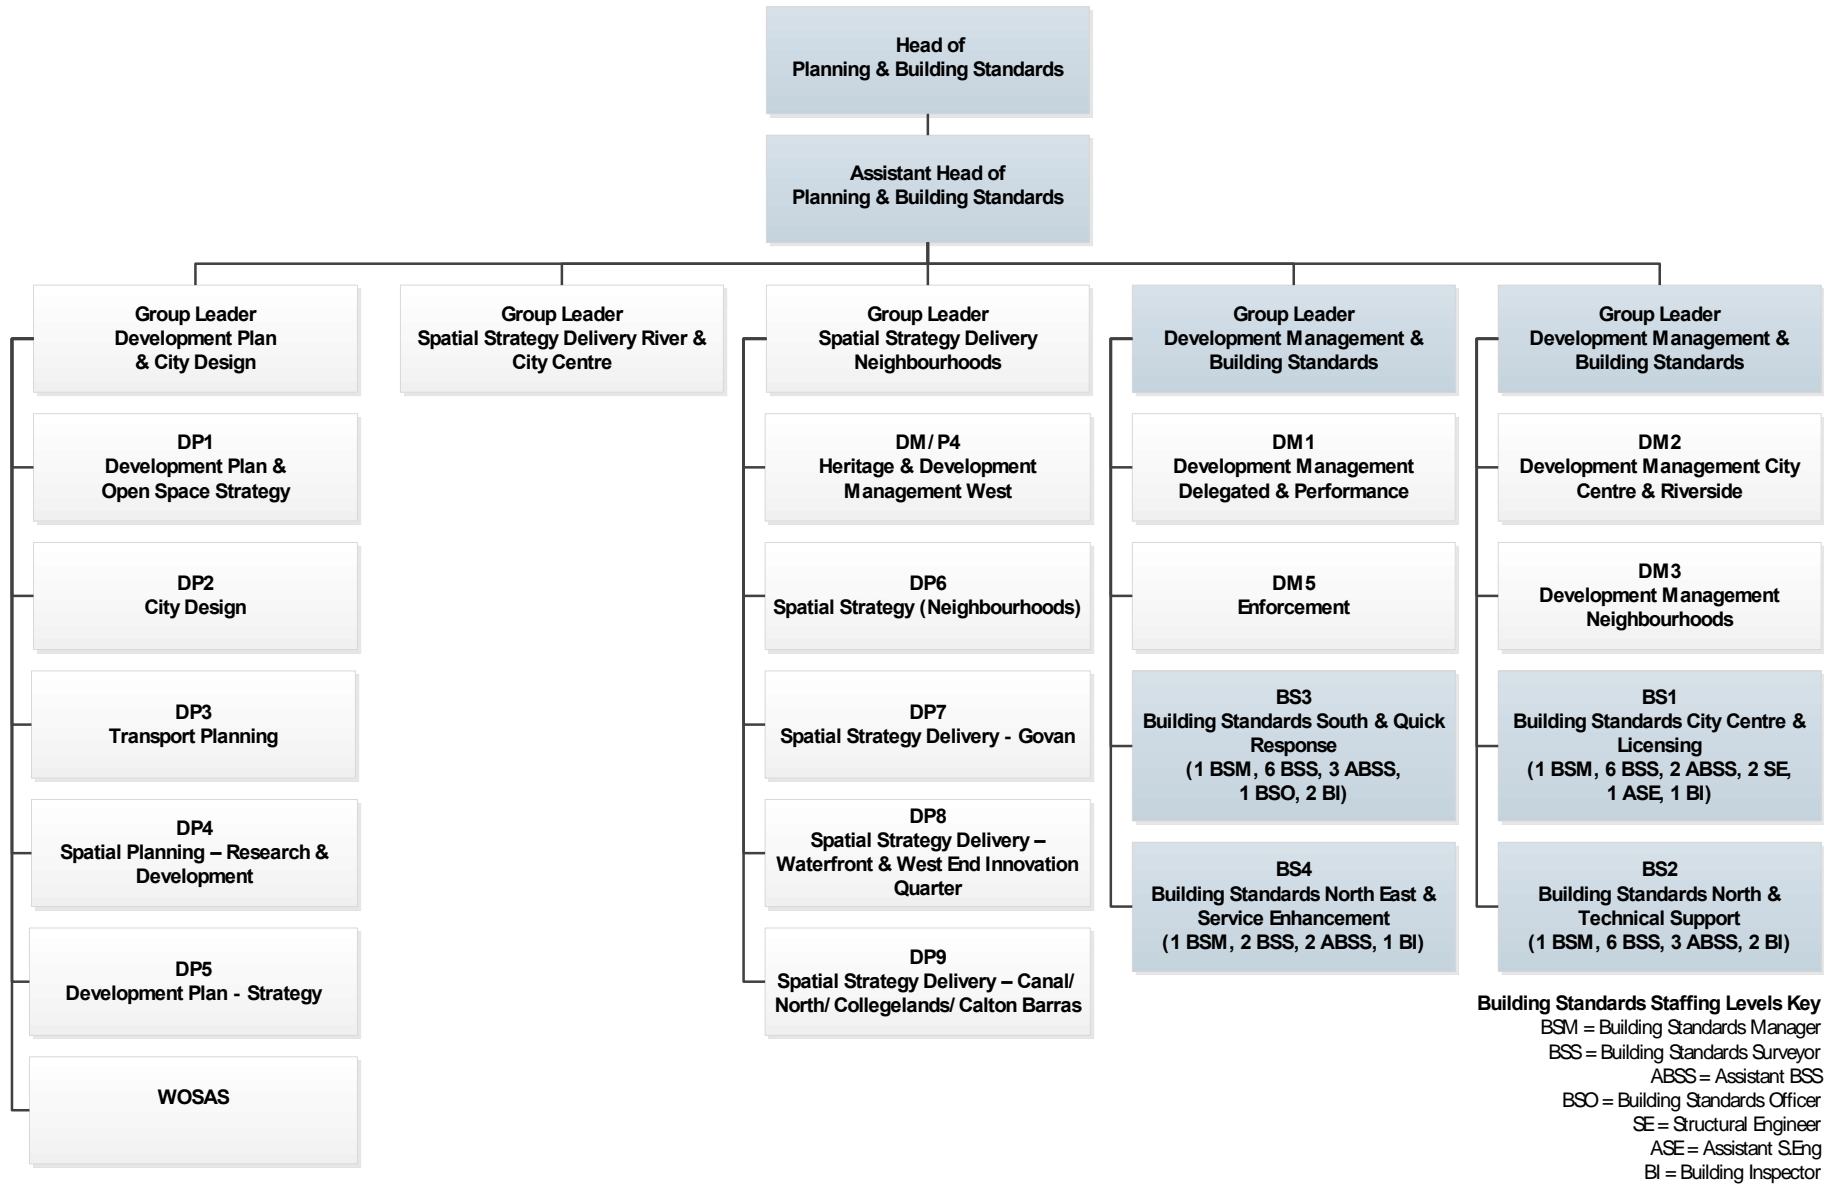 Head of
Planning & Building Standards
Assistant Head of
Planning & Building Standards
Group Leader
Development Plan
& City Design
DP1
Development Plan &
Open Space Strategy
DP2
City Design
DP3
Transport Planning
DP4
Spatial Planning – Research &
Development
DP5
Development Plan - Strategy
WOSAS
Group Leader
Spatial Strategy Delivery River &
City Centre
Group Leader
Spatial Strategy Delivery
Neighbourhoods
DM/ P4
Heritage & Development
Management West
DP6
Spatial Strategy (Neighbourhoods)
DP7
Spatial Strategy Delivery - Govan
DP8
Spatial Strategy Delivery –
Waterfront & West End Innovation
Quarter
DP9
Spatial Strategy Delivery – Canal/
North/ Collegelands/ Calton Barras
Group Leader
Development Management &
Building Standards
DM1
Development Management
Delegated & Performance
DM5
Enforcement
BS3
Building Standards South & Quick
Response
(1 BSM, 6 BSS, 3 ABSS,
1 BSO, 2 BI)
BS4
Building Standards North East &
Service Enhancement
(1 BSM, 2 BSS, 2 ABSS, 1 BI)
Group Leader
Development Management &
Building Standards
DM2
Development Management City
Centre & Riverside
DM3
Development Management
Neighbourhoods
BS1
Building Standards City Centre &
Licensing
(1 BSM, 6 BSS, 2 ABSS, 2 SE,
1 ASE, 1 BI)
BS2
Building Standards North &
Technical Support
(1 BSM, 6 BSS, 3 ABSS, 2 BI)
Building Standards Staffing Levels Key
BSM = Building Standards Manager
BSS = Building Standards Surveyor
ABSS = Assistant BSS
BSO = Building Standards Officer
SE = Structural Engineer
ASE = Assistant S.Eng
BI = Building Inspector